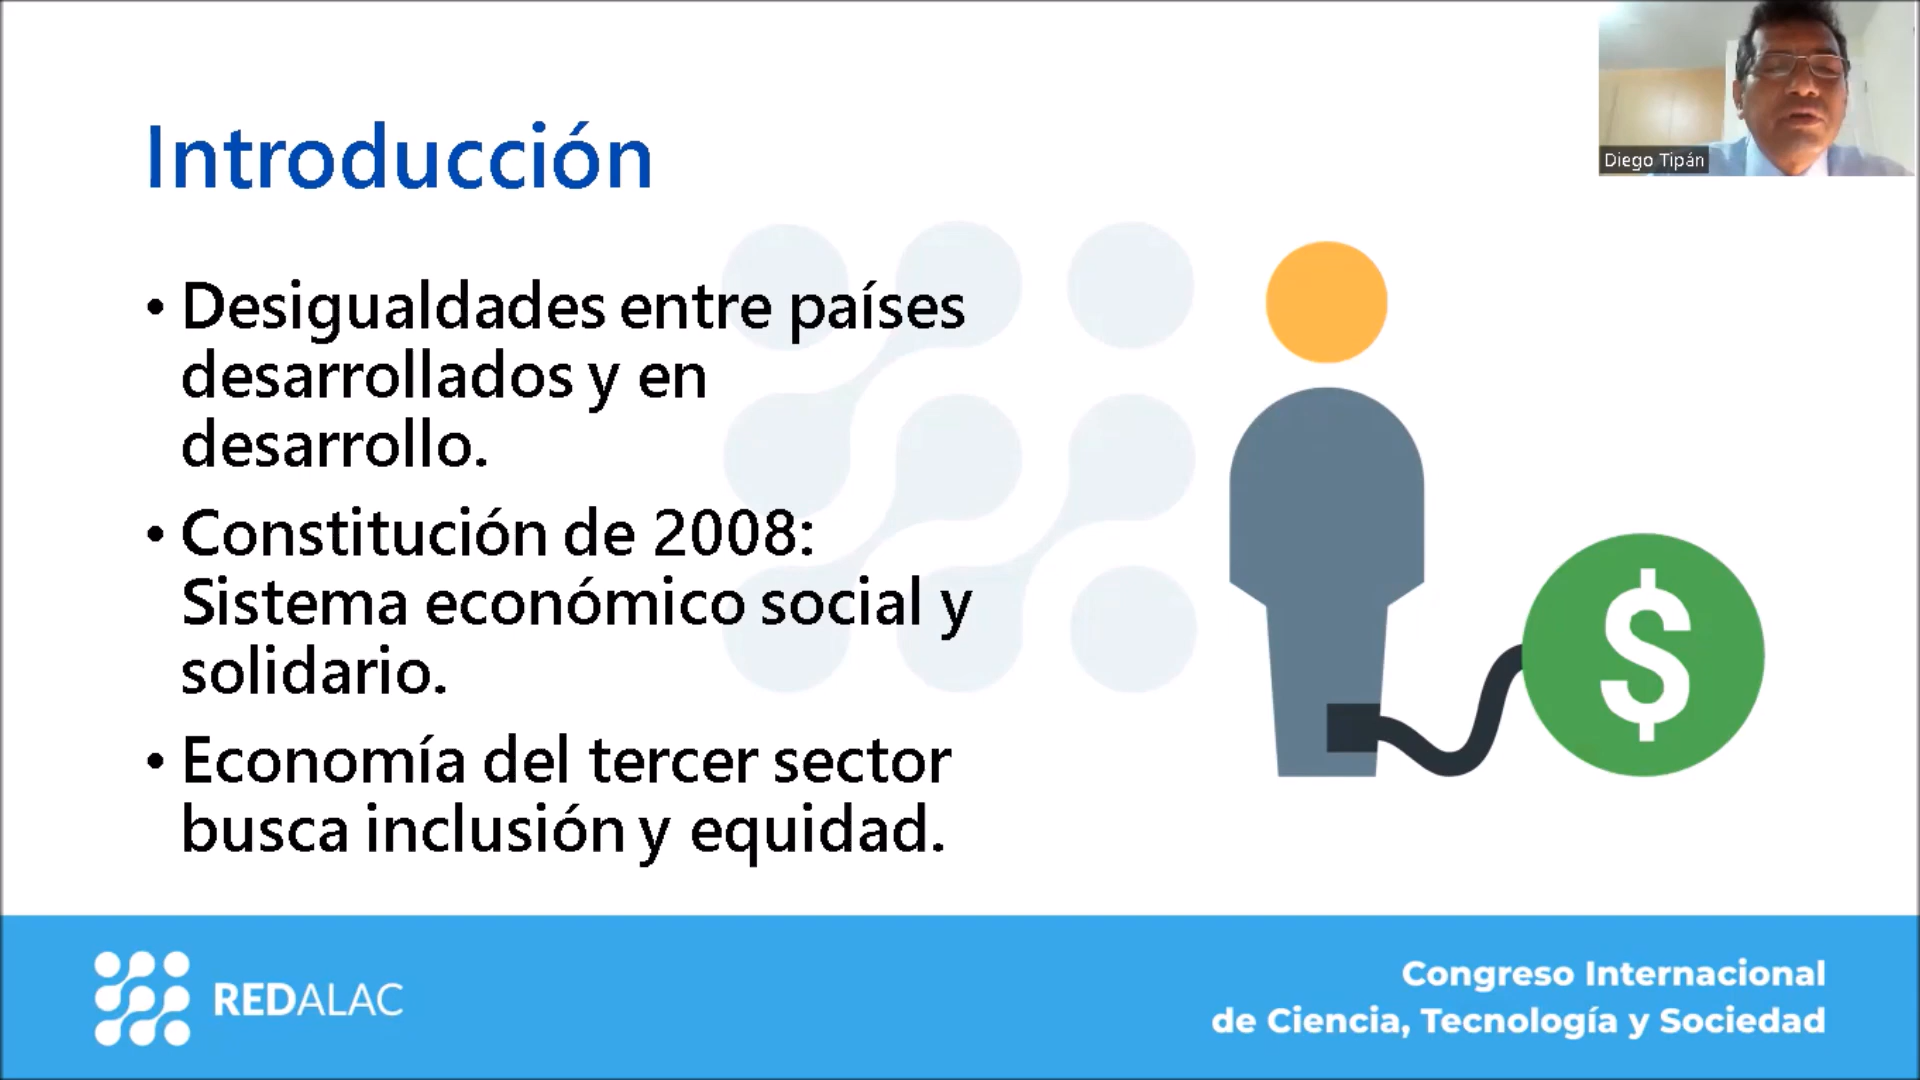 Introducción
• Desigualdades entre países
desarrollados y en
desarrollo.
• Constitución de 2008:
Sistema económico social y
solidario.
• Economía del tercer sector
busca inclusión y equidad.
$
Diego Tipán
REDALAC
Congreso Internacional
de Ciencia, Tecnología y Sociedad